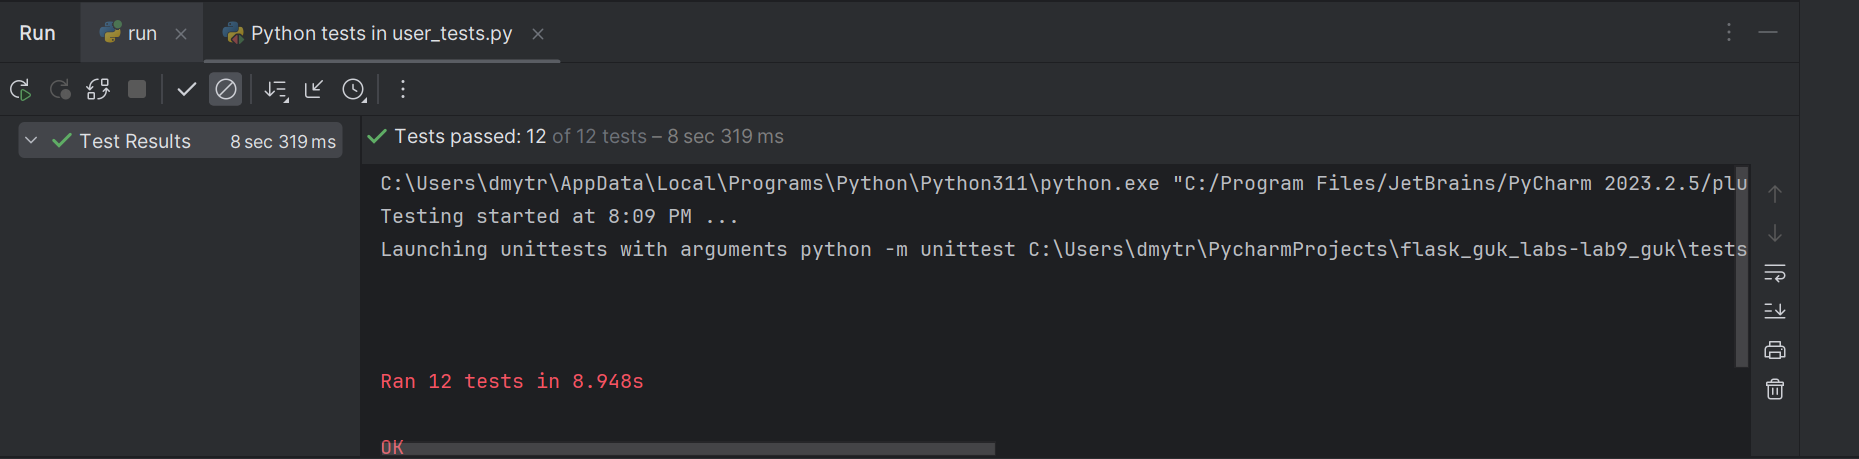 Run run Python tests in user_tests.py
Test Results 8 sec 319 ms
Tests passed: 12 of 12 tests – 8 sec 319 ms
C:\Users\dmytr\AppData\Local\Programs\Python\Python311\python.exe "C:/Program Files/JetBrains/PyCharm 2023.2.5/plu
Testing started at 8:09 PM ...
Launching unittests with arguments python -m unittest C:\Users\dmytr\PycharmProjects\flask_guk_labs-lab9_guk\tests
Ran 12 tests in 8.948s
OK